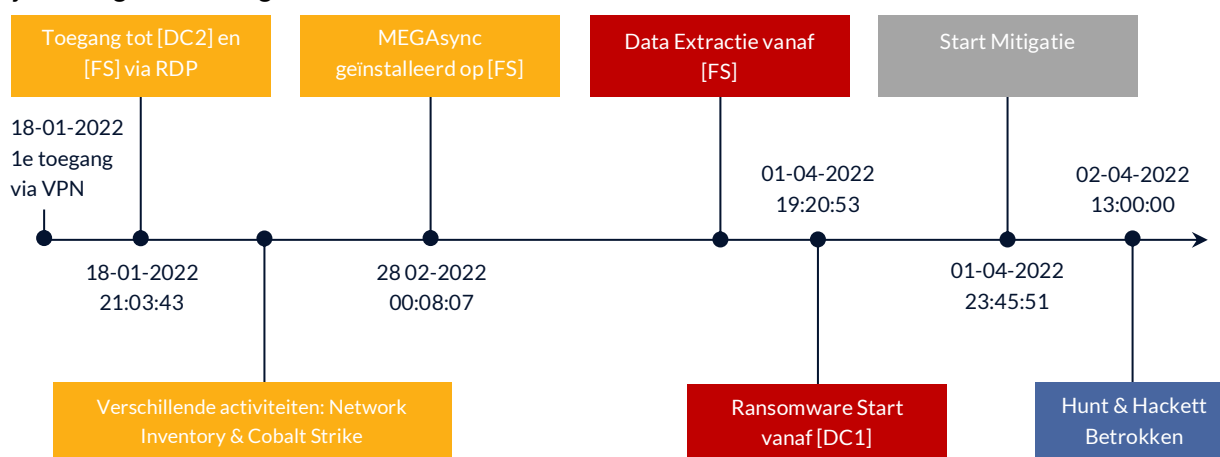 Toegang tot [DC2] en
[FS] via RDP
MEGAsync
geïnstalleerd op [FS]
Data Extractie vanaf
[FS]
Start Mitigatie
18-01-2022
1e toegang
via VPN
01-04-2022
19:20:53
02-04-2022
13:00:00
18-01-2022
21:03:43
28 02-2022
00:08:07
01-04-2022
23:45:51
Verschillende activiteiten: Network
Inventory & Cobalt Strike
Ransomware Start
vanaf [DC1]
Hunt & Hackett
Betrokken